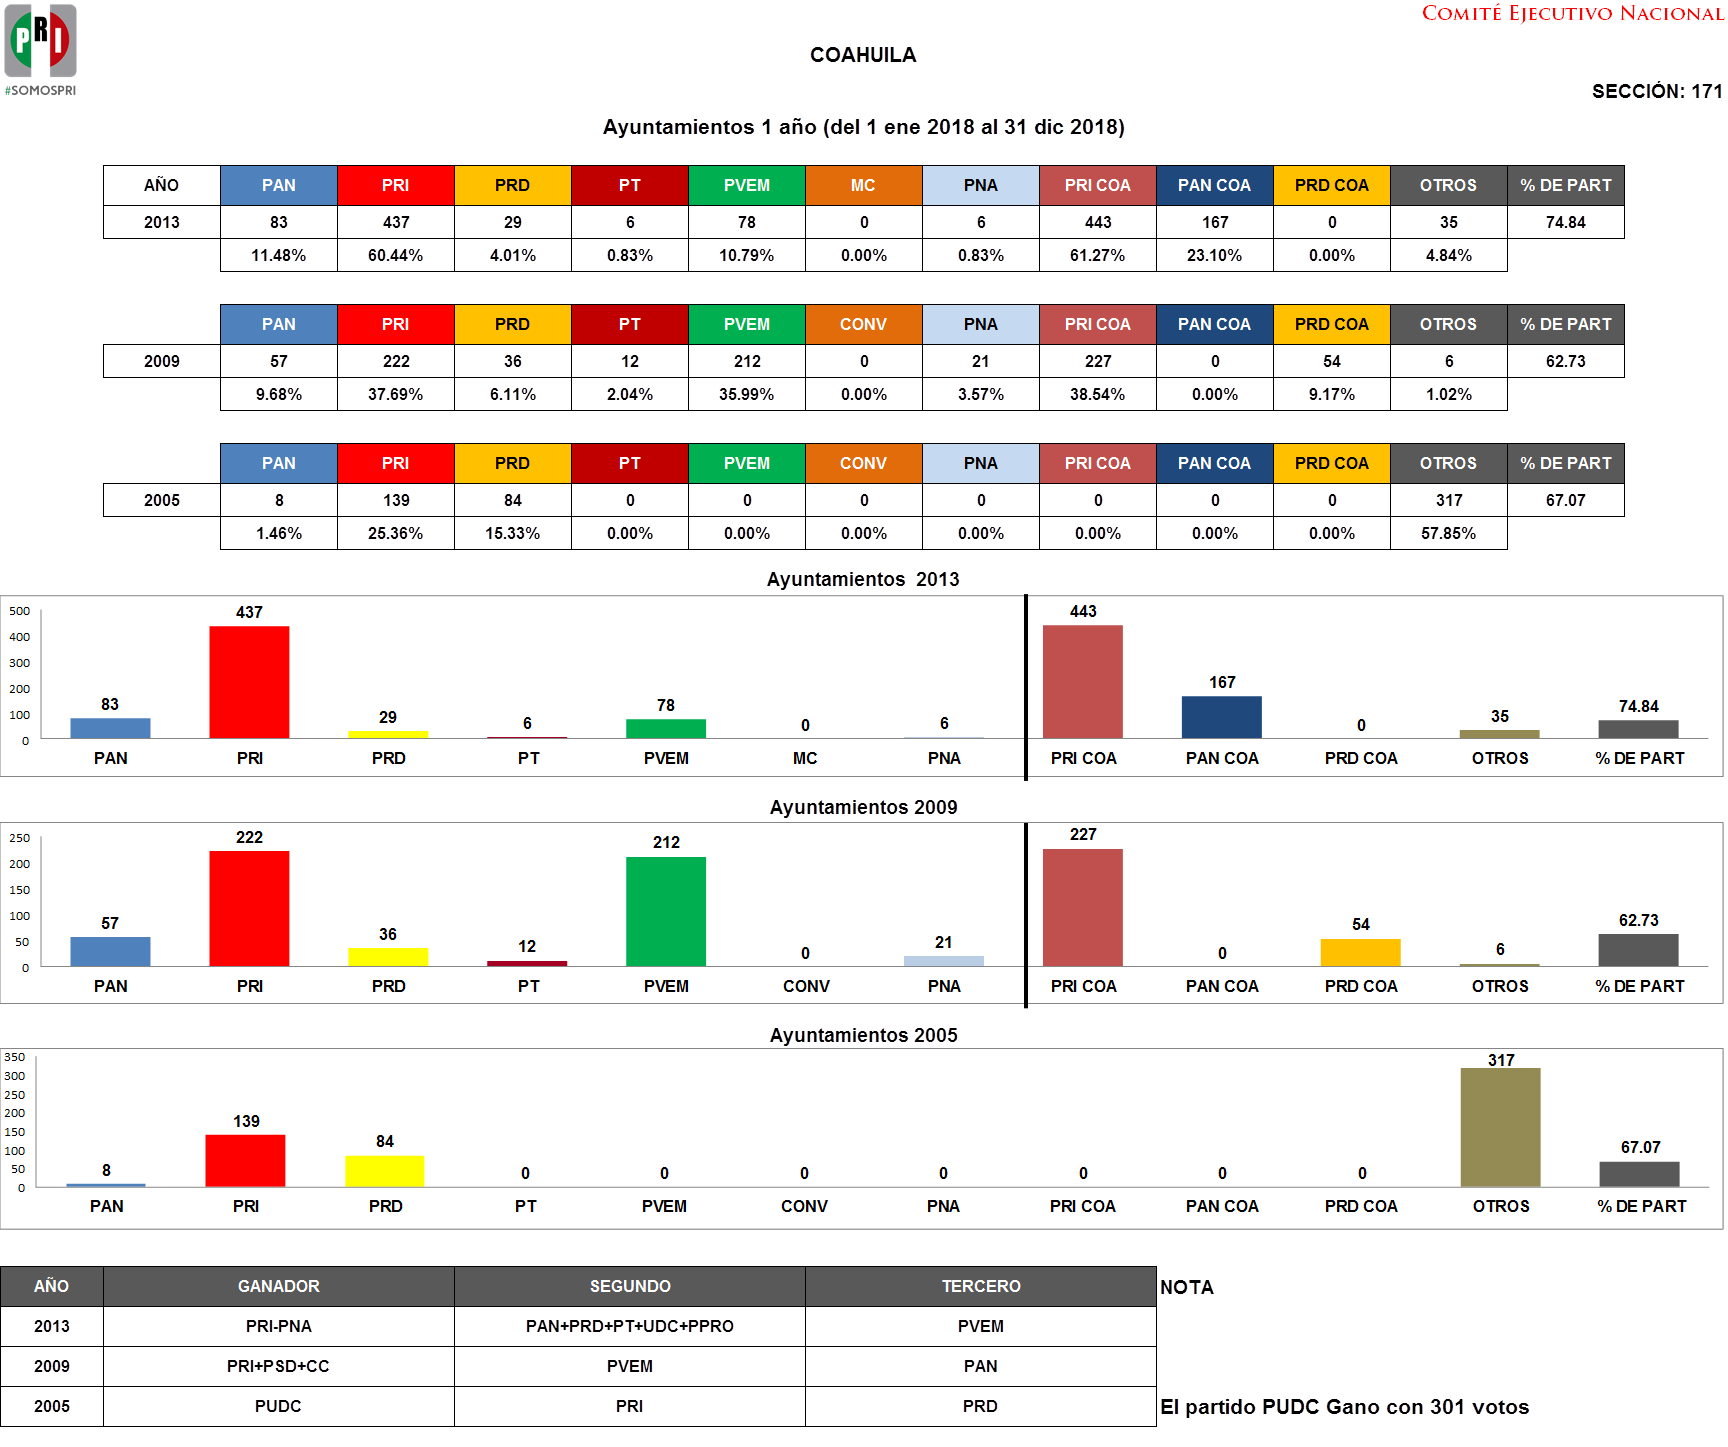 PRI
#SOMOSPRI
COMITÉ EJECUTIVO NACIONAL
COAHUILA
SECCIÓN: 171
Ayuntamientos 1 año (del 1 ene 2018 al 31 dic 2018)
AÑO PAN PRI PRD PT PVEM MC PNA PRI COA PAN COA PRD COA OTROS % DE PART
2013 83 437 29 6 78 0 6 443 167 0 35 74.84
11.48% 60.44% 4.01% 0.83% 10.79% 0.00% 0.83% 61.27% 23.10% 0.00% 4.84%
PAN PRI PRD PT PVEM CONV PNA PRI COA PAN COA PRD COA OTROS % DE PART
2009 57 222 36 12 212 0 21 227 0 54 6 62.73
9.68% 37.69% 6.11% 2.04% 35.99% 0.00% 3.57% 38.54% 0.00% 9.17% 1.02%
PAN PRI PRD PT PVEM CONV PNA PRI COA PAN COA PRD COA OTROS % DE PART
2005 8 139 84 0 0 0 0 0 0 0 317 67.07
1.46% 25.36% 15.33% 0.00% 0.00% 0.00% 0.00% 0.00% 0.00% 0.00% 57.85%
Ayuntamientos 2013
500
400
300
200
100
0
83 437 29 6 78 0 6 443 167 0 35 74.84
PAN PRI PRD PT PVEM MC PNA PRI COA PAN COA PRD COA OTROS % DE PART
Ayuntamientos 2009
250
200
150
100
50
0
57 222 36 12 212 0 21 227 0 54 6 62.73
PAN PRI PRD PT PVEM CONV PNA PRI COA PAN COA PRD COA OTROS % DE PART
Ayuntamientos 2005
350
300
250
200
150
100
50
0
8 139 84 0 0 0 0 0 0 0 317 67.07
PAN PRI PRD PT PVEM CONV PNA PRI COA PAN COA PRD COA OTROS % DE PART
AÑO GANADOR SEGUNDO TERCERO NOTA
2013 PRI-PNA PAN+PRD+PT+UDC+PPRO PVEM
2009 PRI+PSD+CC PVEM PAN
2005 PUDC PRI PRD El partido PUDC Gano con 301 votos